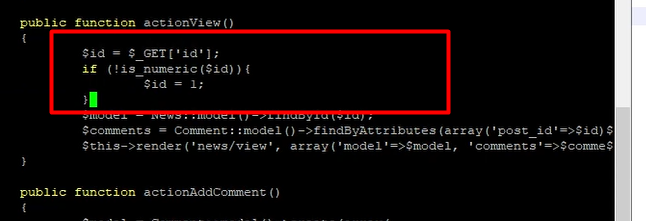 public function actionView()
{
$id = $_GET['id'];
if (!is_numeric($id)){
$id = 1;
}
$model = News::model()->findById($id);
$comments = Comment::model()->findByAttributes(array('post_id'=>$id)$
$this->render('news/view', array('model'=>$model, 'comments'=>$comme$
}
public function actionAddComment()
{